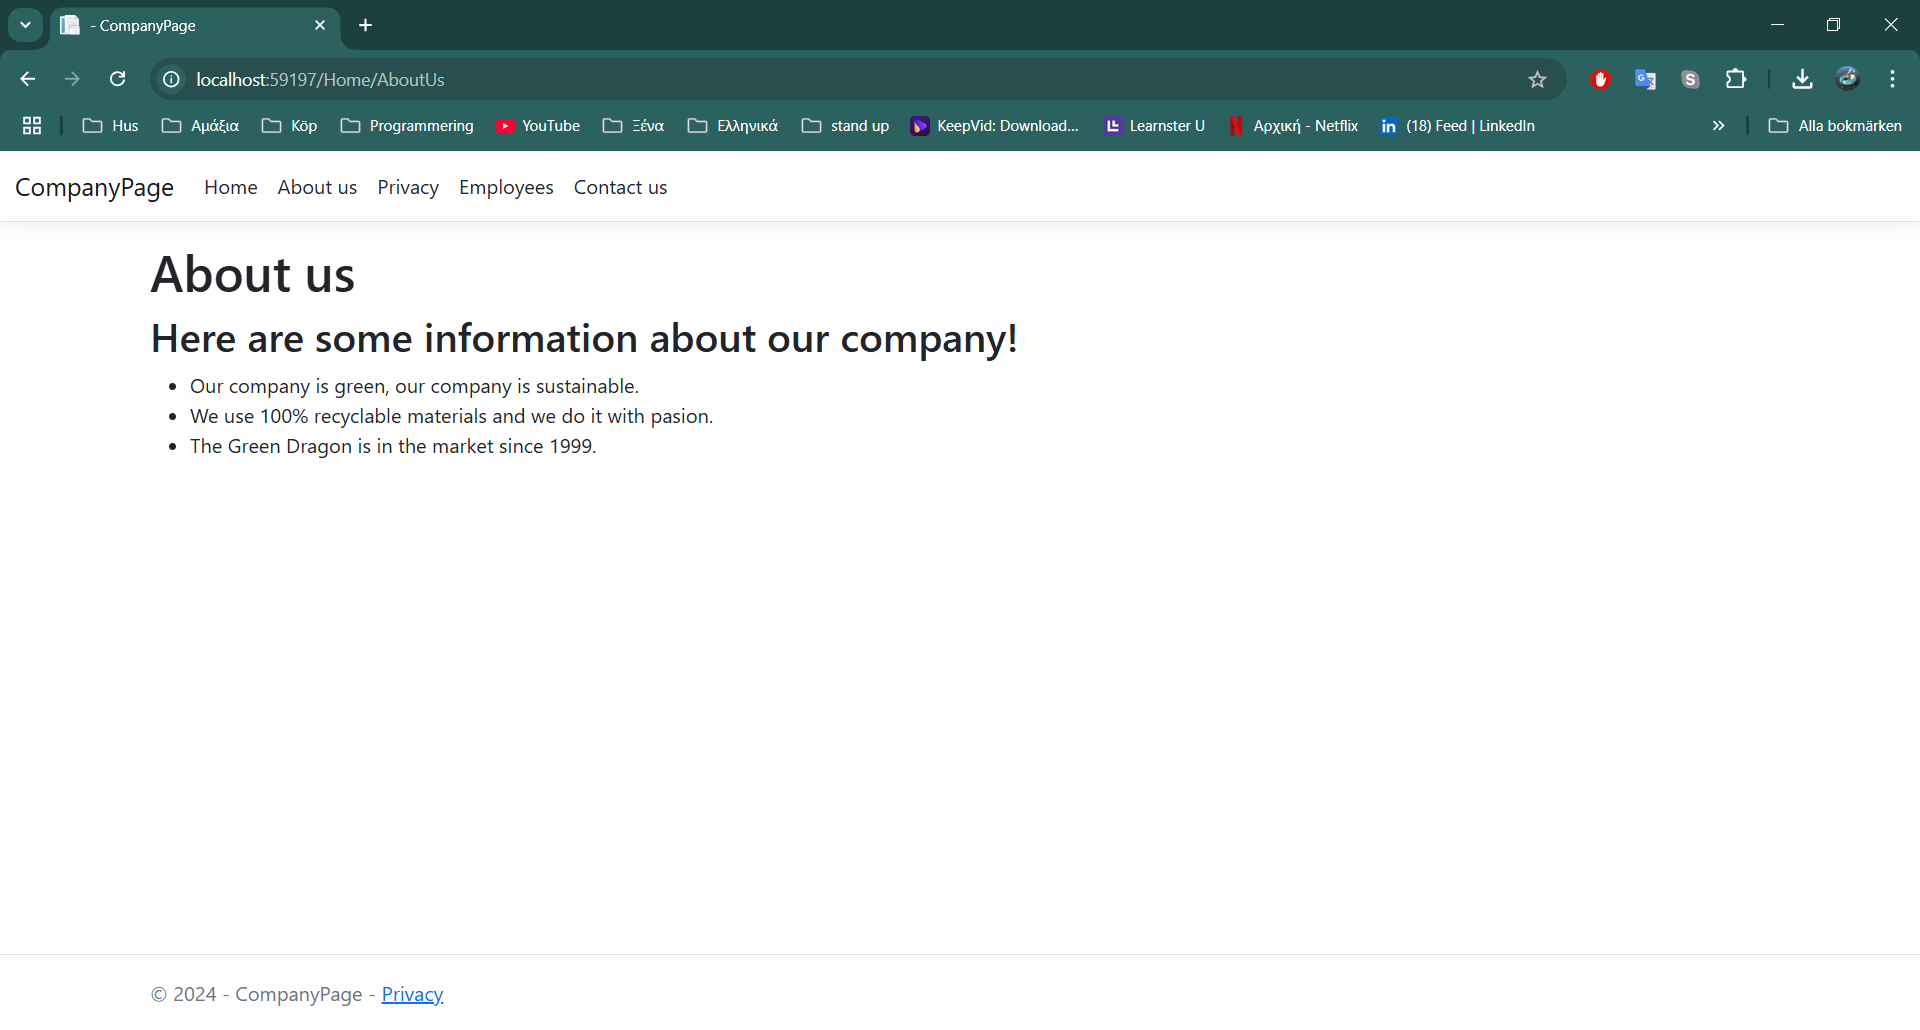 - CompanyPage
localhost:59197/Home/AboutUs
Hus Αμάξια Köp Programmering YouTube Ξένα Ελληνικά stand up KeepVid: Download... Learnster U Αρχική - Netflix (18) Feed | LinkedIn Alla bokmärken
CompanyPage Home About us Privacy Employees Contact us
About us
Here are some information about our company!
Our company is green, our company is sustainable.
We use 100% recyclable materials and we do it with pasion.
The Green Dragon is in the market since 1999.
© 2024 - CompanyPage - Privacy